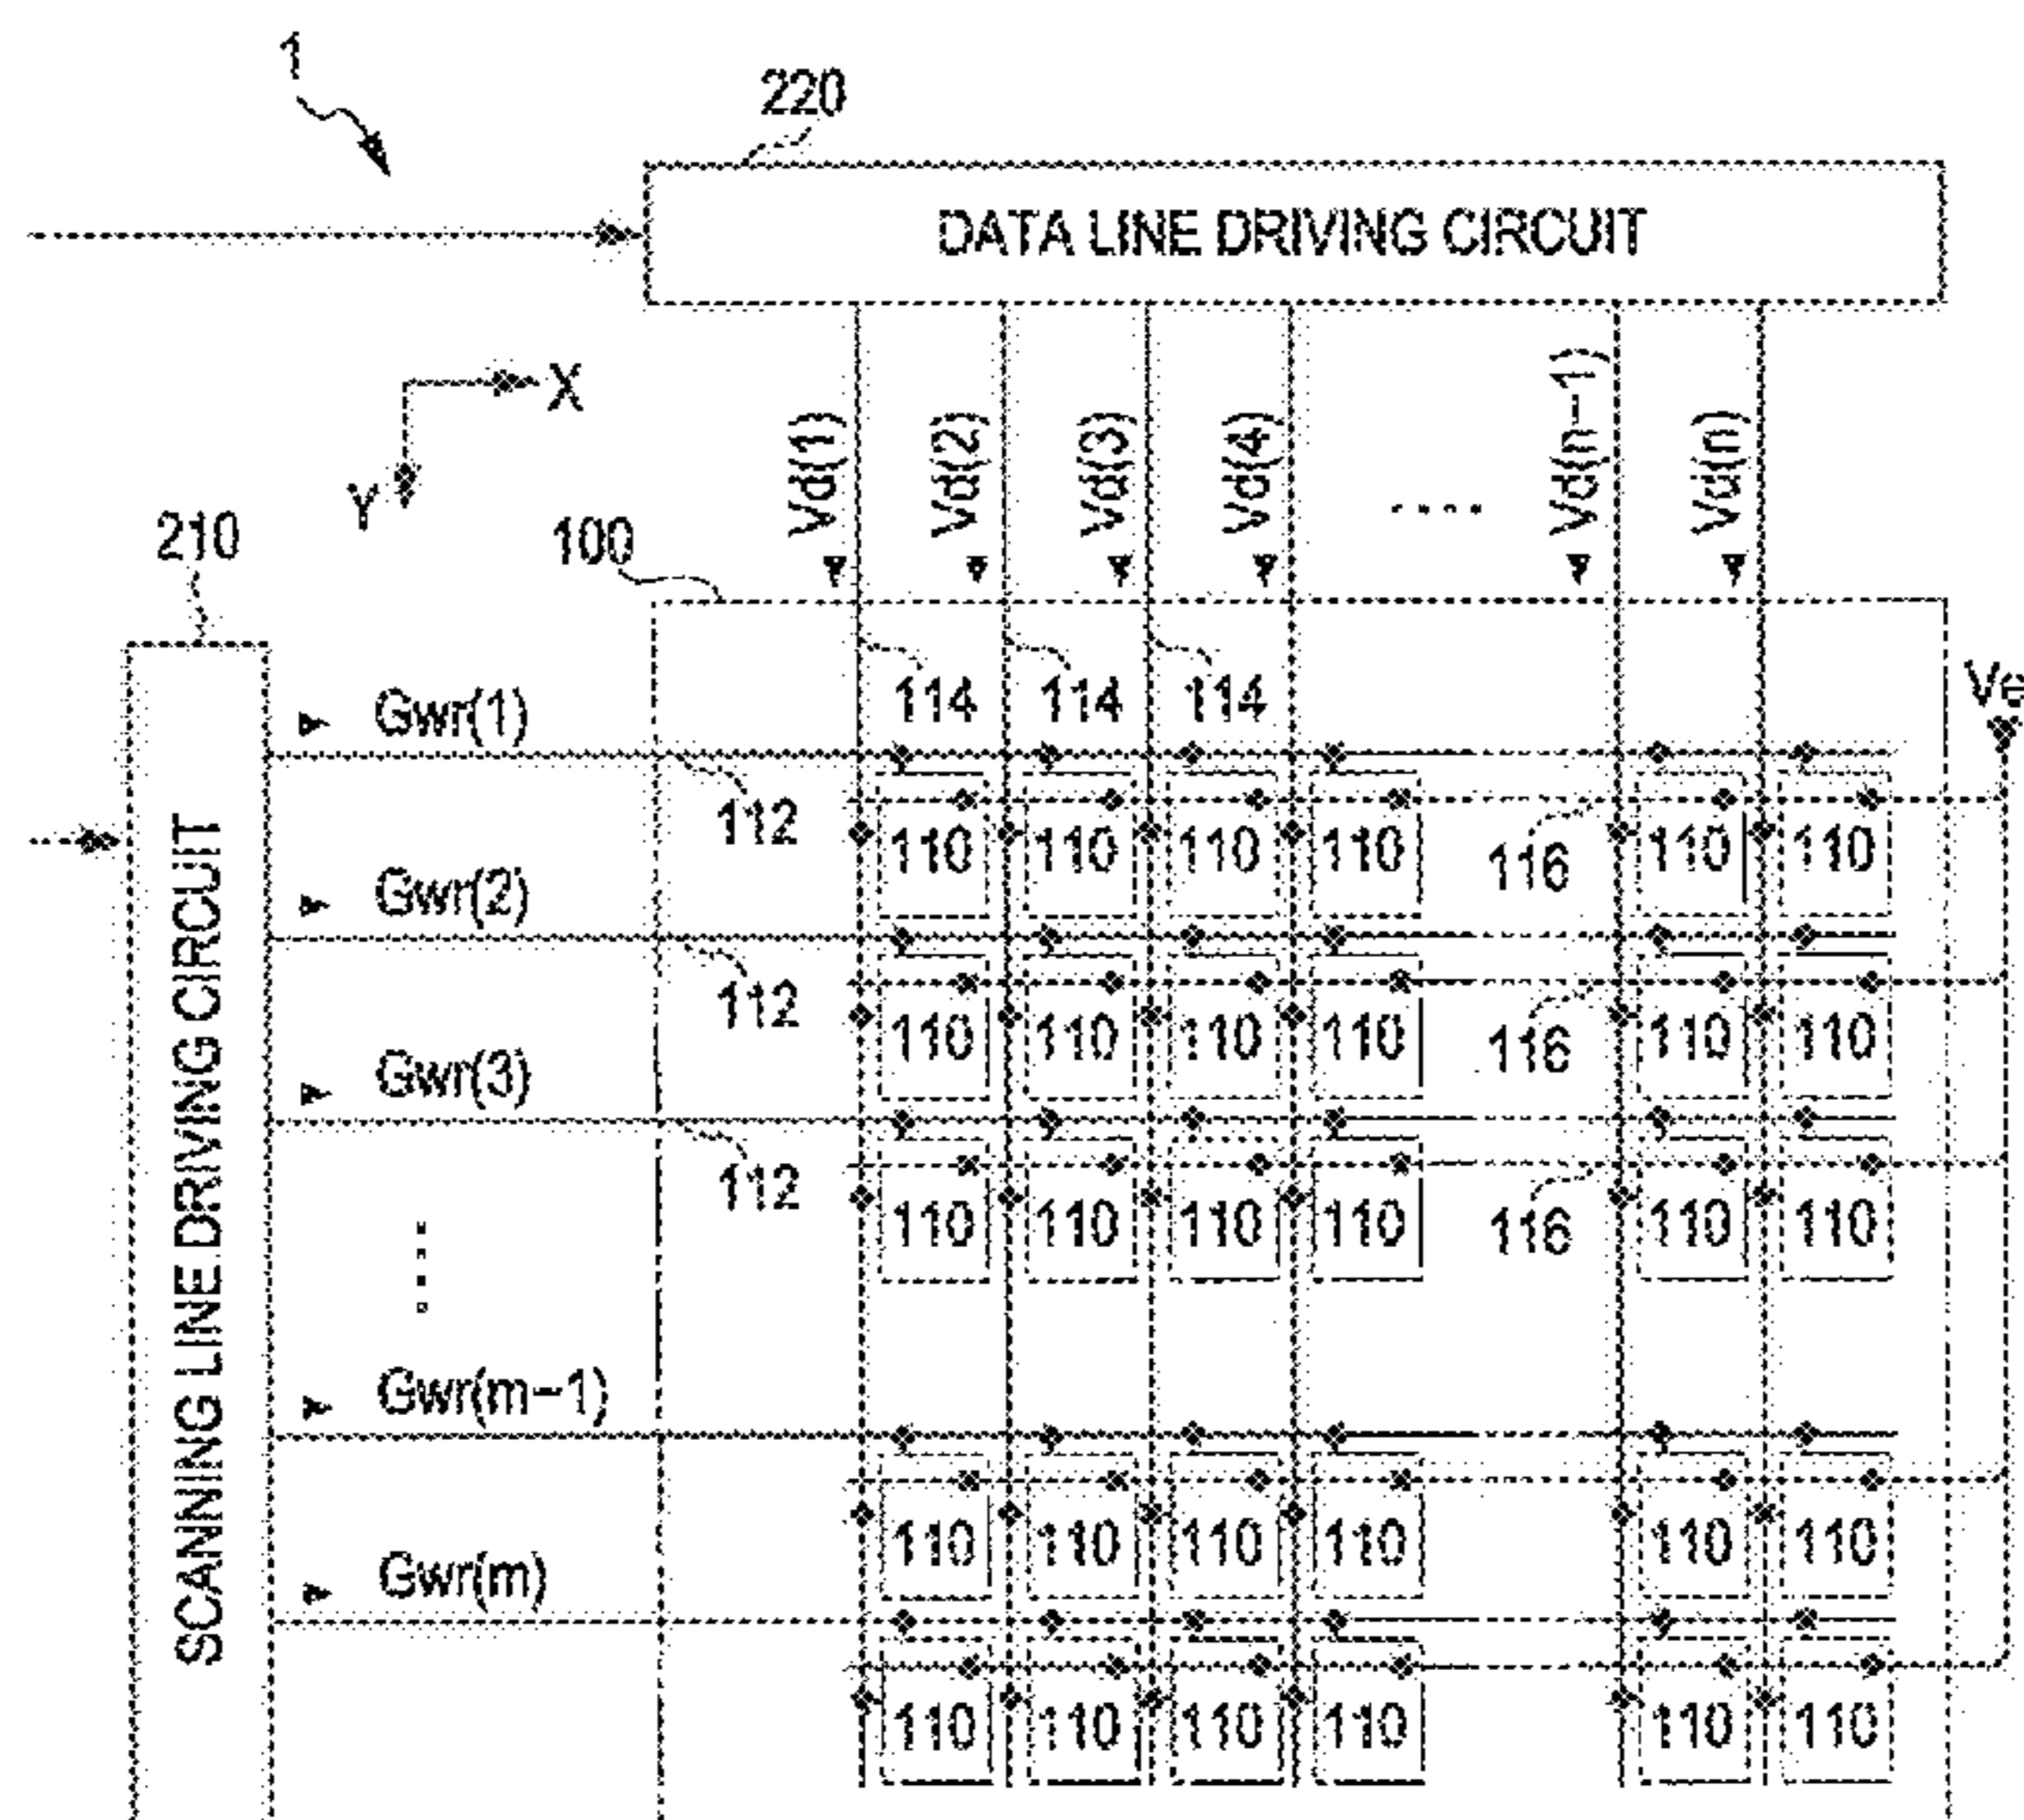 1
220
DATA LINE DRIVING CIRCUIT
X
Y
Vd(1) Vd(2) Vd(3) Vd(4) ···· Vd(n−1) Vd(n)
210
100
SCANNING LINE DRIVING CIRCUIT
114 114 114
Gwr(1)
112
110 110 110 110 116 110 110
Gwr(2)
112
110 110 110 110 116 110 110
Gwr(3)
112
110 110 110 110 116 110 110
Gwr(m−1)
110 110 110 110 110 110
Gwr(m)
110 110 110 110 110 110